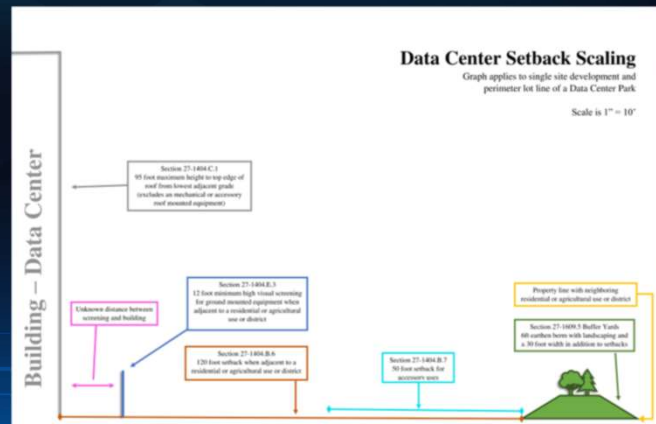 Data Center Setback Scaling
Graph applies to single site development and
perimeter lot line of a Data Center Park
Scale is 1" = 10'
Building – Data Center
Section 27-1404.C.1
95 foot maximum height to top edge of
roof from lowest adjacent grade
(excludes an mechanical or accessory
roof mounted equipment)
Unknown distance between
screening and building
Section 27-1404.E.3
12 foot minimum high visual screening
for ground mounted equipment when
adjacent to a residential or agricultural
use or district
Section 27-1404.B.6
120 foot setback when adjacent to a
residential or agricultural use or district
Section 27-1404.B.7
50 foot setback for
accessory uses
Property line with neighboring
residential or agricultural use or district
Section 27-1609.5 Buffer Yards
earthen berm with landscaping and
a 30 foot width in addition to setbacks